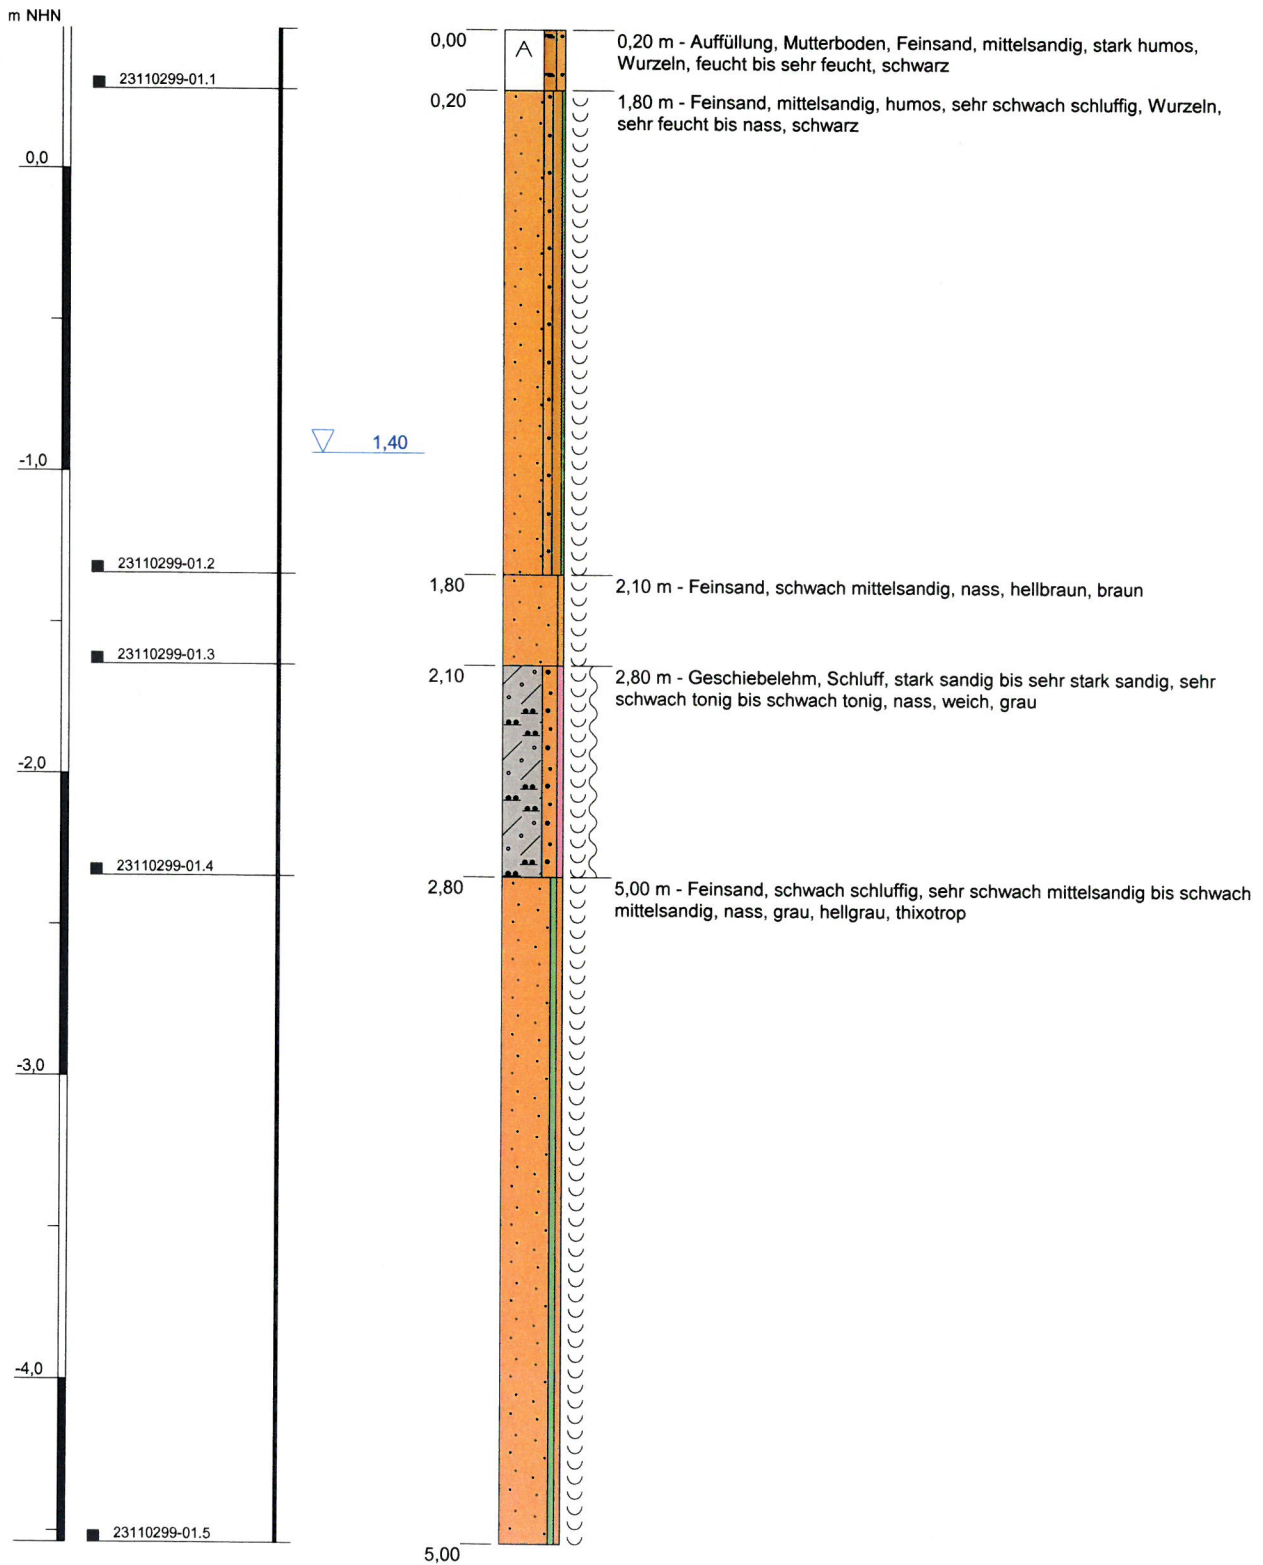 m NHN
0,00
A
0,20 m - Auffüllung, Mutterboden, Feinsand, mittelsandig, stark humos,
Wurzeln, feucht bis sehr feucht, schwarz
23110299-01.1
0,20
1,80 m - Feinsand, mittelsandig, humos, sehr schwach schluffig, Wurzeln,
sehr feucht bis nass, schwarz
0,0
1,40
-1,0
23110299-01.2
1,80
2,10 m - Feinsand, schwach mittelsandig, nass, hellbraun, braun
23110299-01.3
2,10
2,80 m - Geschiebelehm, Schluff, stark sandig bis sehr stark sandig, sehr
schwach tonig bis schwach tonig, nass, weich, grau
-2,0
23110299-01.4
2,80
5,00 m - Feinsand, schwach schluffig, sehr schwach mittelsandig bis schwach
mittelsandig, nass, grau, hellgrau, thixotrop
-3,0
-4,0
23110299-01.5
5,00